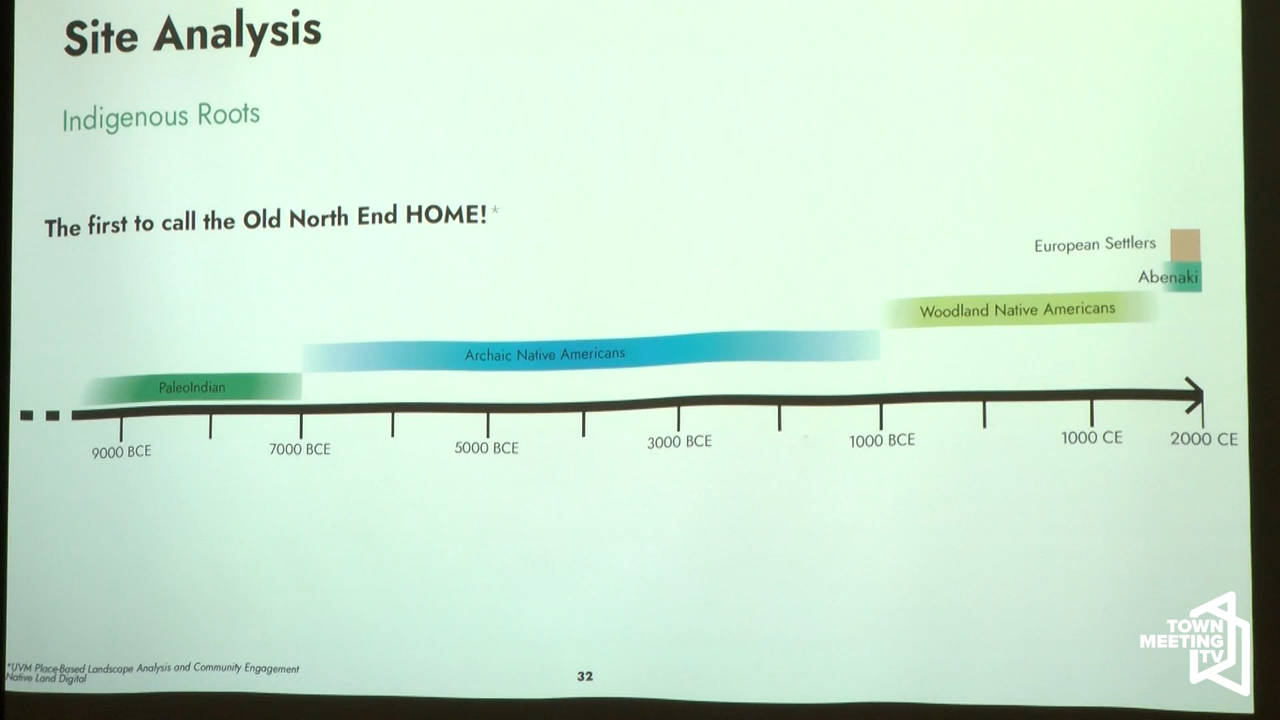 Site Analysis
Indigenous Roots
The first to call the Old North End HOME!*
European Settlers
Abenaki
Woodland Native Americans
Archaic Native Americans
PaleoIndian
9000 BCE
7000 BCE
5000 BCE
3000 BCE
1000 BCE
1000 CE
2000 CE
*UVM Place-Based Landscape Analysis and Community Engagement
Native Land Digital
32
TOWN
MEETING
TV